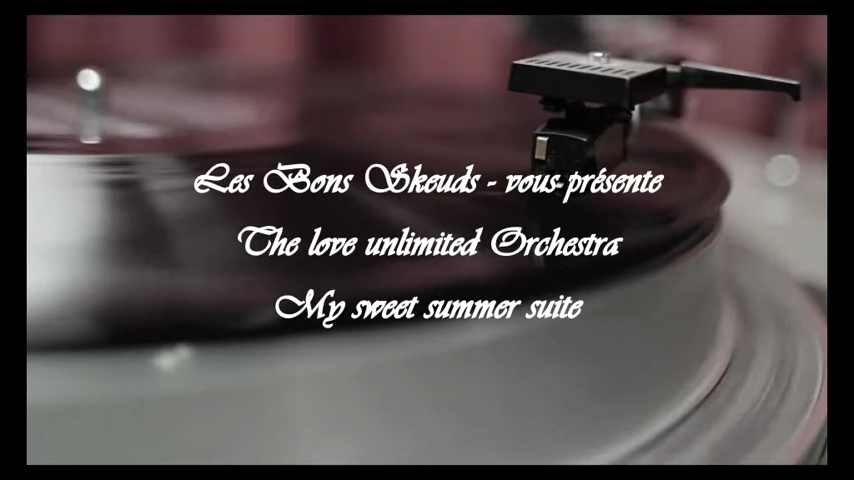 Les Bons Skeuds - vous présente
The love unlimited Orchestra
My sweet summer suite